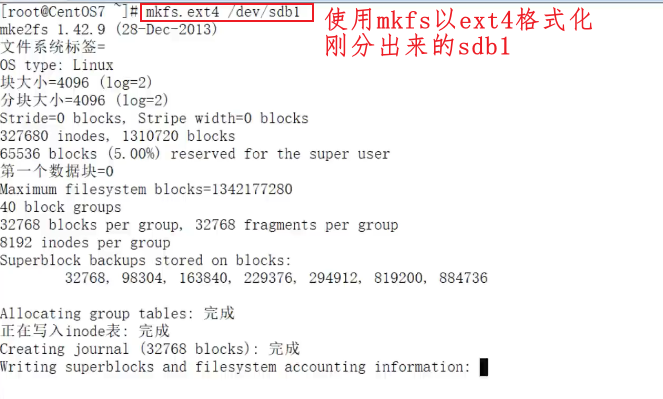 [root@CentOS7 ~]# mkfs.ext4 /dev/sdb1
使用mkfs以ext4格式化
刚分出来的sdb1
mke2fs 1.42.9 (28-Dec-2013)
文件系统标签=
OS type: Linux
块大小=4096 (log=2)
分块大小=4096 (log=2)
Stride=0 blocks, Stripe width=0 blocks
327680 inodes, 1310720 blocks
65536 blocks (5.00%) reserved for the super user
第一个数据块=0
Maximum filesystem blocks=1342177280
40 block groups
32768 blocks per group, 32768 fragments per group
8192 inodes per group
Superblock backups stored on blocks:
32768, 98304, 163840, 229376, 294912, 819200, 884736
Allocating group tables: 完成
正在写入inode表: 完成
Creating journal (32768 blocks): 完成
Writing superblocks and filesystem accounting information: